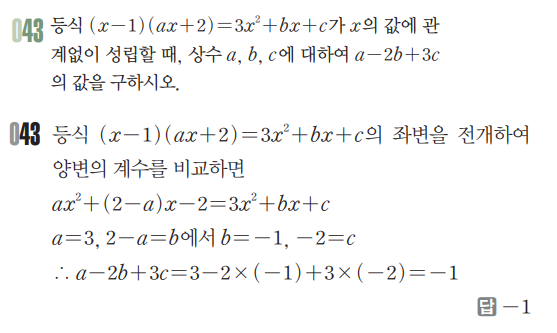 043 등식 (x-1)(ax+2)=3x²+bx+c가 x의 값에 관
계없이 성립할 때, 상수 a, b, c에 대하여 a-2b+3c
의 값을 구하시오.
043 등식 (x-1)(ax+2)=3x²+bx+c의 좌변을 전개하여
양변의 계수를 비교하면
ax²+(2-a)x-2=3x²+bx+c
a=3, 2-a=b에서 b=-1, -2=c
∴ a-2b+3c=3-2×(-1)+3×(-2)=-1
답 -1